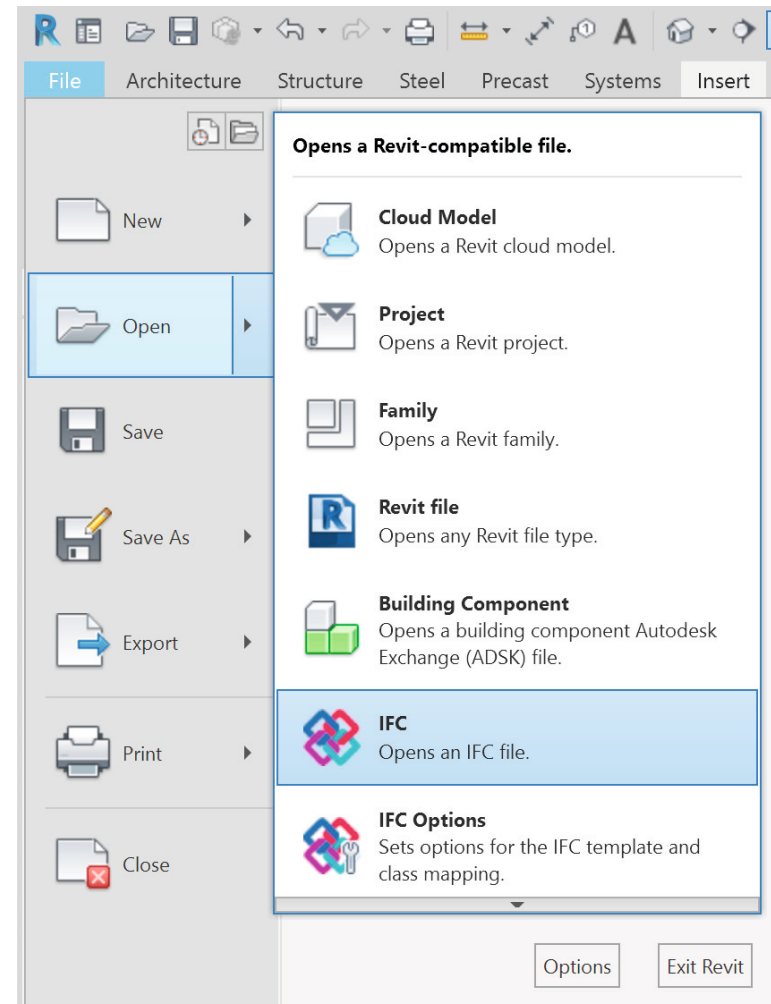 File Architecture Structure Steel Precast Systems Insert
Opens a Revit-compatible file.
New
Open
Save
Save As
Export
Print
Close
Cloud Model
Opens a Revit cloud model.
Project
Opens a Revit project.
Family
Opens a Revit family.
Revit file
Opens any Revit file type.
Building Component
Opens a building component Autodesk
Exchange (ADSK) file.
IFC
Opens an IFC file.
IFC Options
Sets options for the IFC template and
class mapping.
Options Exit Revit